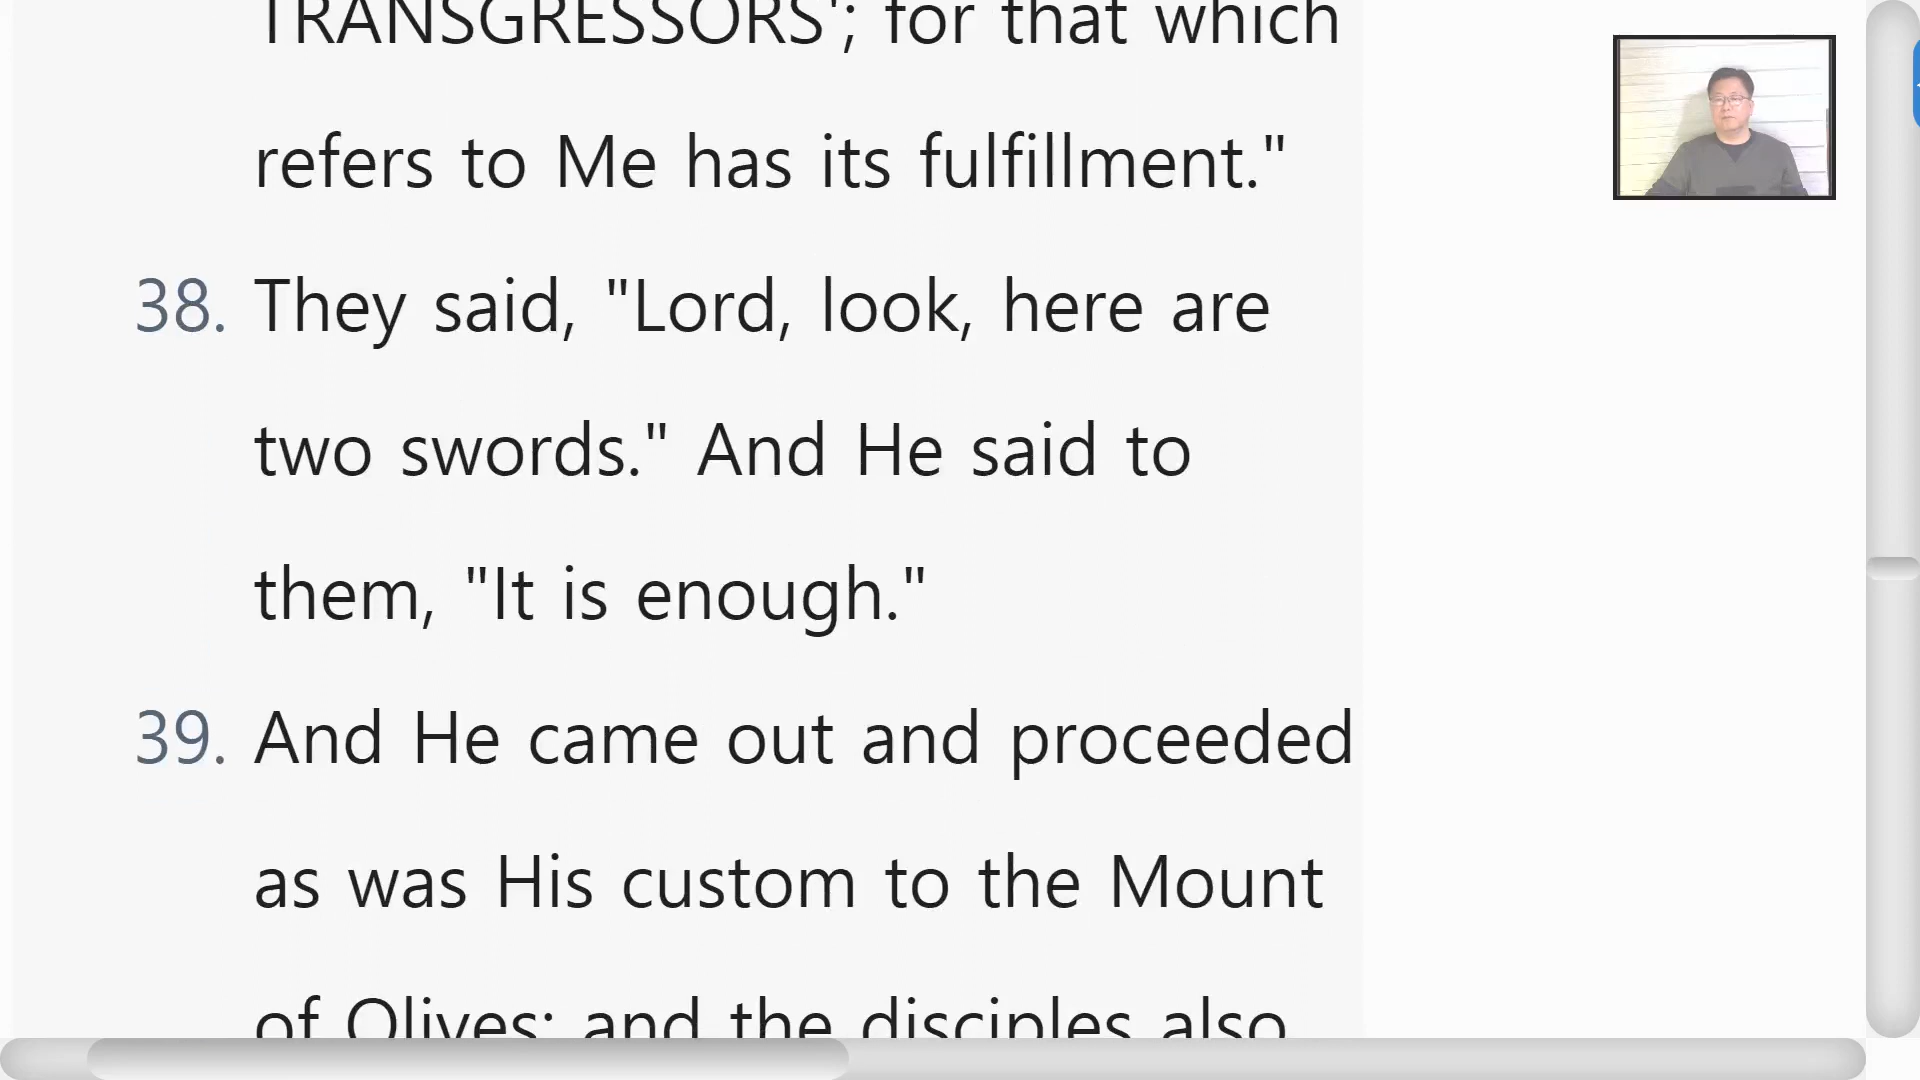 TRANSGRESSORS'; for that which
refers to Me has its fulfillment."
38. They said, "Lord, look, here are
two swords." And He said to
them, "It is enough."
39. And He came out and proceeded
as was His custom to the Mount
of Olives; and the disciples also